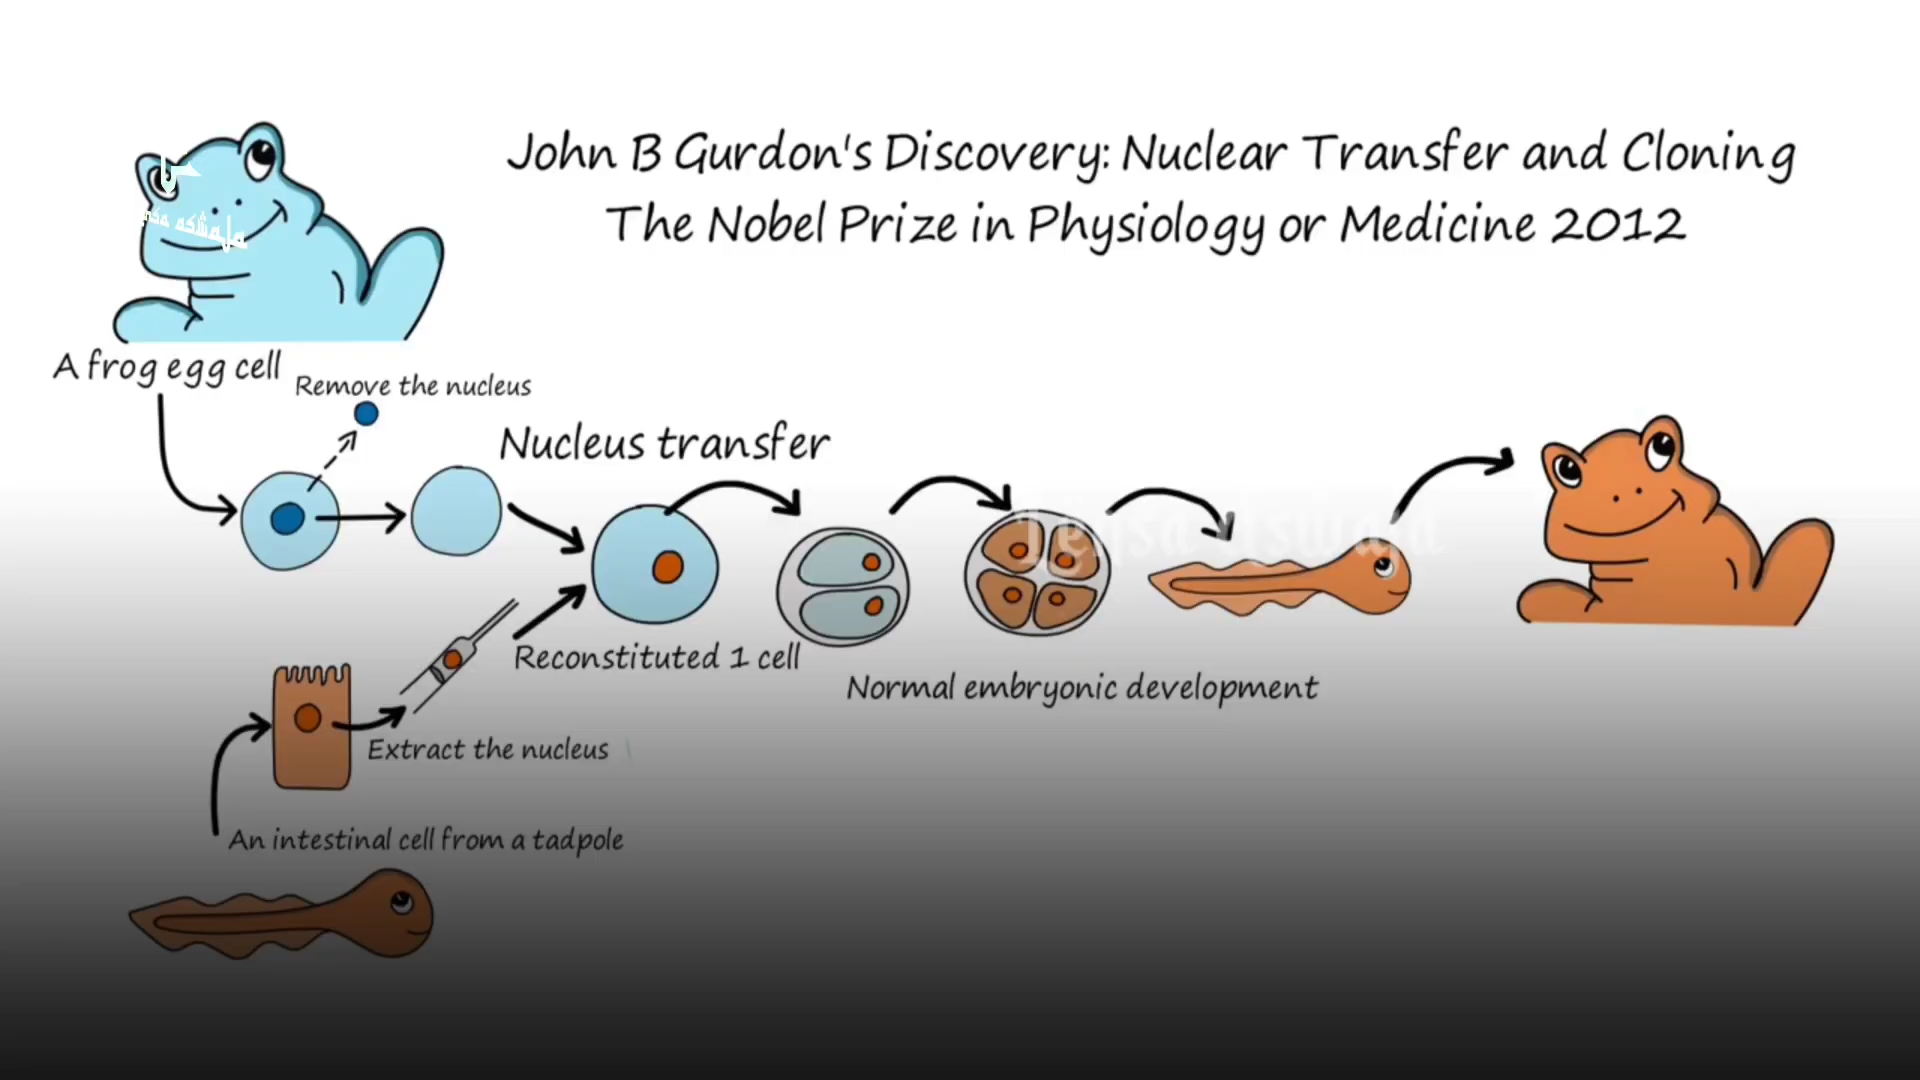 John B Gurdon's Discovery: Nuclear Transfer and Cloning
The Nobel Prize in Physiology or Medicine 2012
A frog egg cell
Remove the nucleus
Nucleus transfer
Reconstituted 1 cell
Normal embryonic development
Extract the nucleus
An intestinal cell from a tadpole